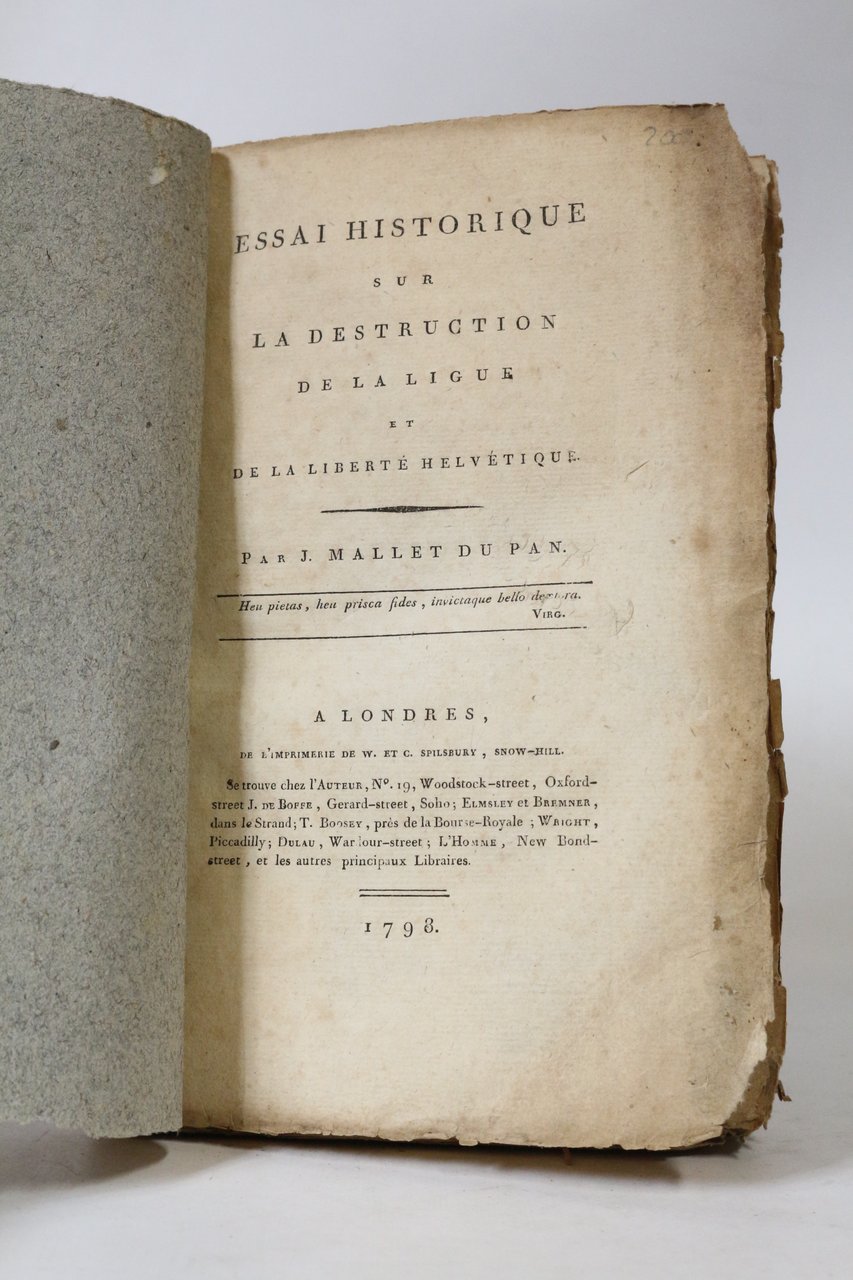 ESSAI HISTORIQUE
SUR
LA DESTRUCTION
DE LA LIGUE
ET
DE LA LIBERTÉ HELVÉTIQUE.
PAR J. MALLET DU PAN.
Heu pietas, heu prisca fides, invictaque bello dextera.
VIRG.
A LONDRES,
DE L'IMPRIMERIE DE W. ET C. SPILSBURY, SNOW-HILL.
Se trouve chez l'AUTEUR, Nº. 19, Woodstock-street, Oxford-
street J. DE BOFFE, Gerard-street, Soho; ELMSLEY et BREMNER,
dans le Strand; T. BOOSEY, près de la Bourse-Royale; WRIGHT,
Piccadilly; DULAU, Wardour-street; L'HOMME, New Bond-
street, et les autres principaux Libraires.
1798.